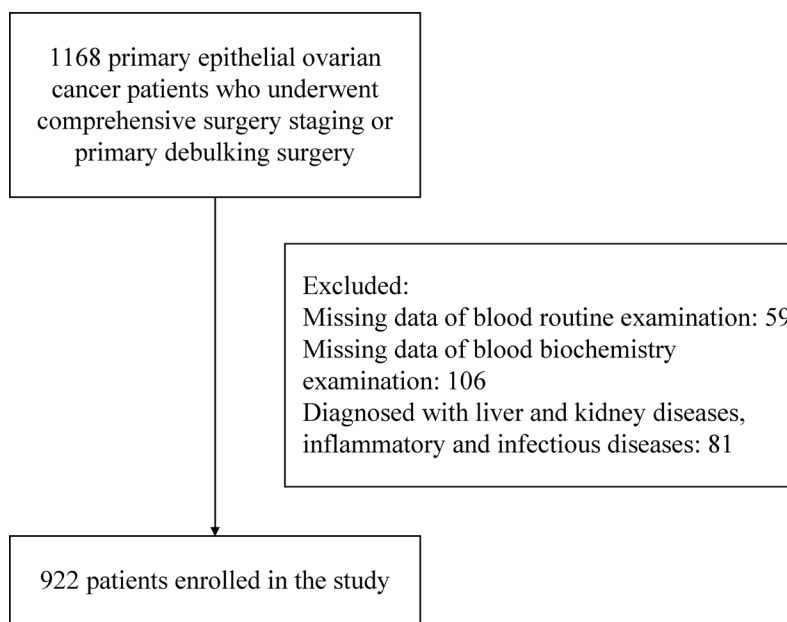 1168 primary epithelial ovarian
cancer patients who underwent
comprehensive surgery staging or
primary debulking surgery
Excluded:
Missing data of blood routine examination: 59
Missing data of blood biochemistry
examination: 106
Diagnosed with liver and kidney diseases,
inflammatory and infectious diseases: 81
922 patients enrolled in the study